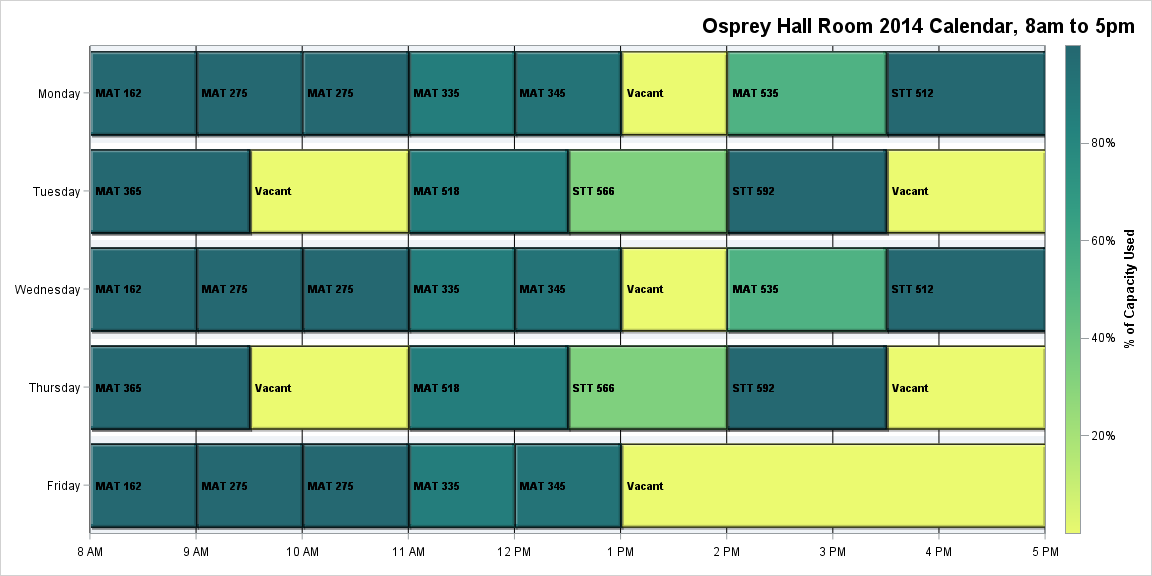 Osprey Hall Room 2014 Calendar, 8am to 5pm
Monday
MAT 162
MAT 275
MAT 275
MAT 335
MAT 345
Vacant
MAT 535
STT 512
Tuesday
MAT 365
Vacant
MAT 518
STT 566
STT 592
Vacant
Wednesday
MAT 162
MAT 275
MAT 275
MAT 335
MAT 345
Vacant
MAT 535
STT 512
Thursday
MAT 365
Vacant
MAT 518
STT 566
STT 592
Vacant
Friday
MAT 162
MAT 275
MAT 275
MAT 335
MAT 345
Vacant
8 AM
9 AM
10 AM
11 AM
12 PM
1 PM
2 PM
3 PM
4 PM
5 PM
80%
60%
40%
20%
% of Capacity Used